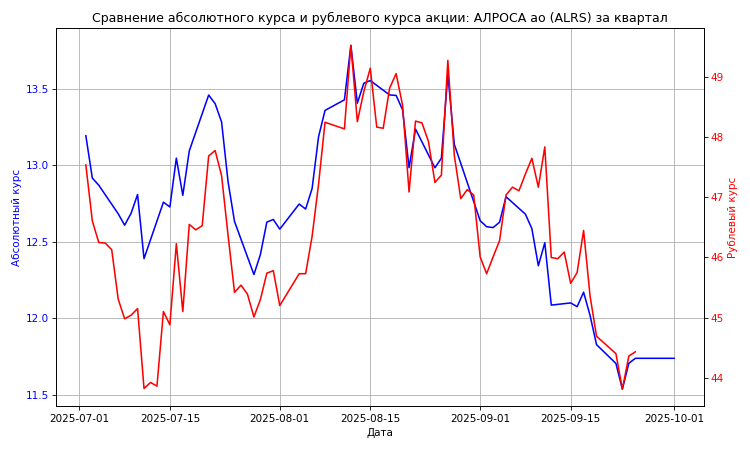 Сравнение абсолютного курса и рублевого курса акции: АЛРОСА ао (ALRS) за квартал
Абсолютный курс
13.5
13.0
12.5
12.0
11.5
49
48
47
46
45
44
Рублевый курс
2025-07-01 2025-07-15 2025-08-01 2025-08-15 2025-09-01 2025-09-15 2025-10-01
Дата